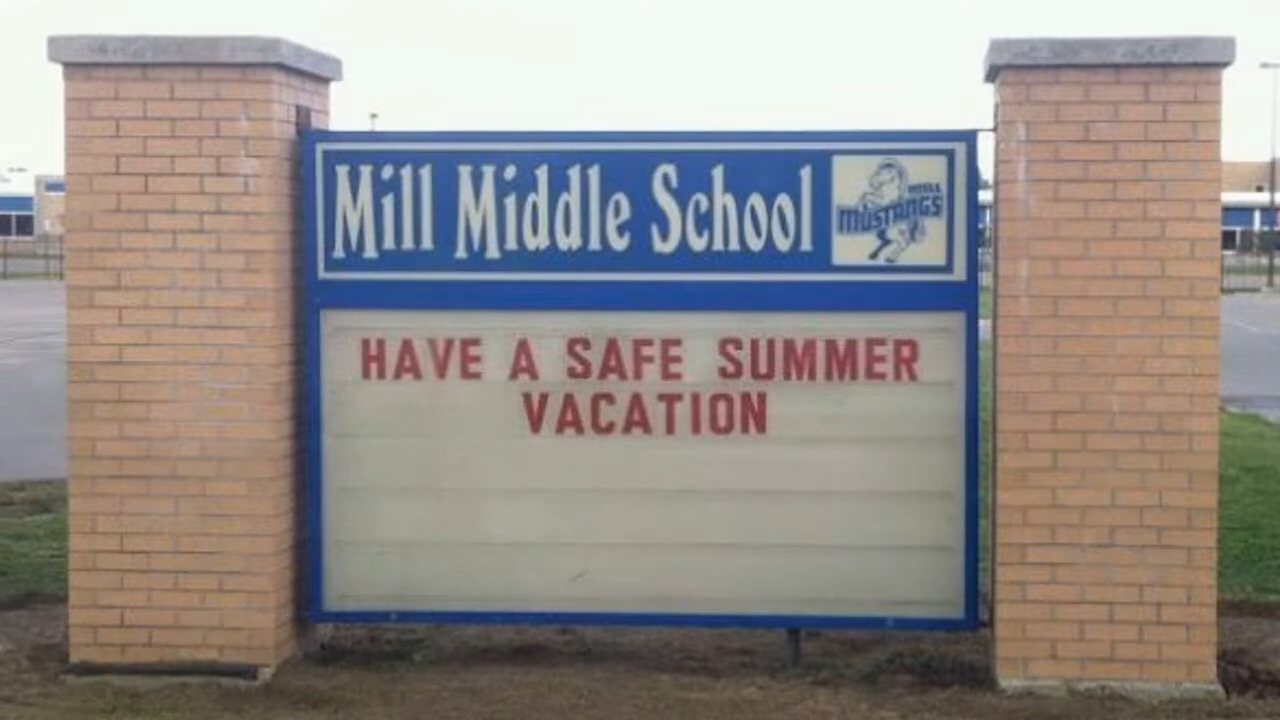 Mill Middle School
MILL
MUSTANGS
HAVE A SAFE SUMMER
VACATION